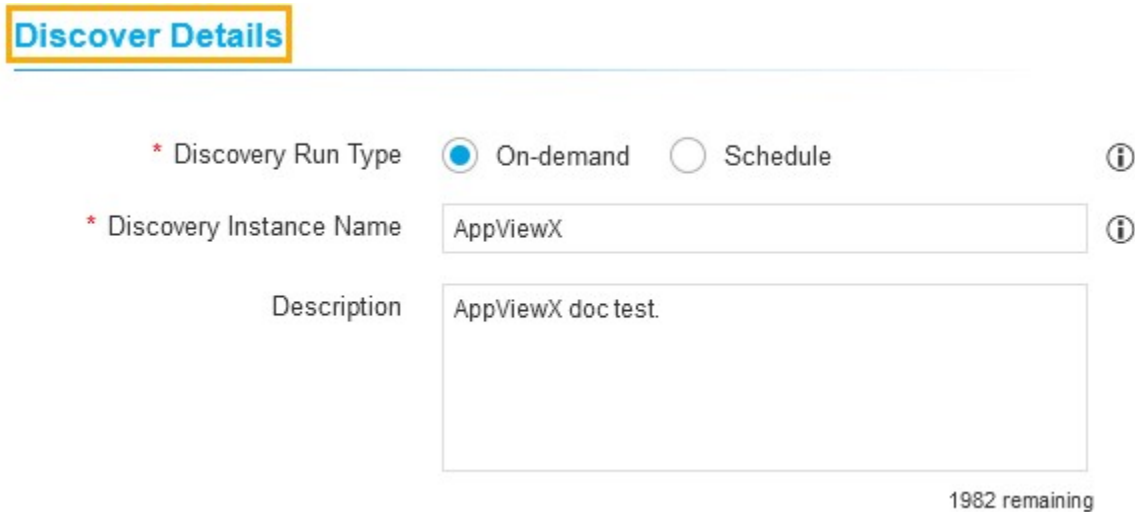 Discover Details
* Discovery Run Type On-demand Schedule
* Discovery Instance Name AppViewX
Description AppViewX doc test.
1982 remaining